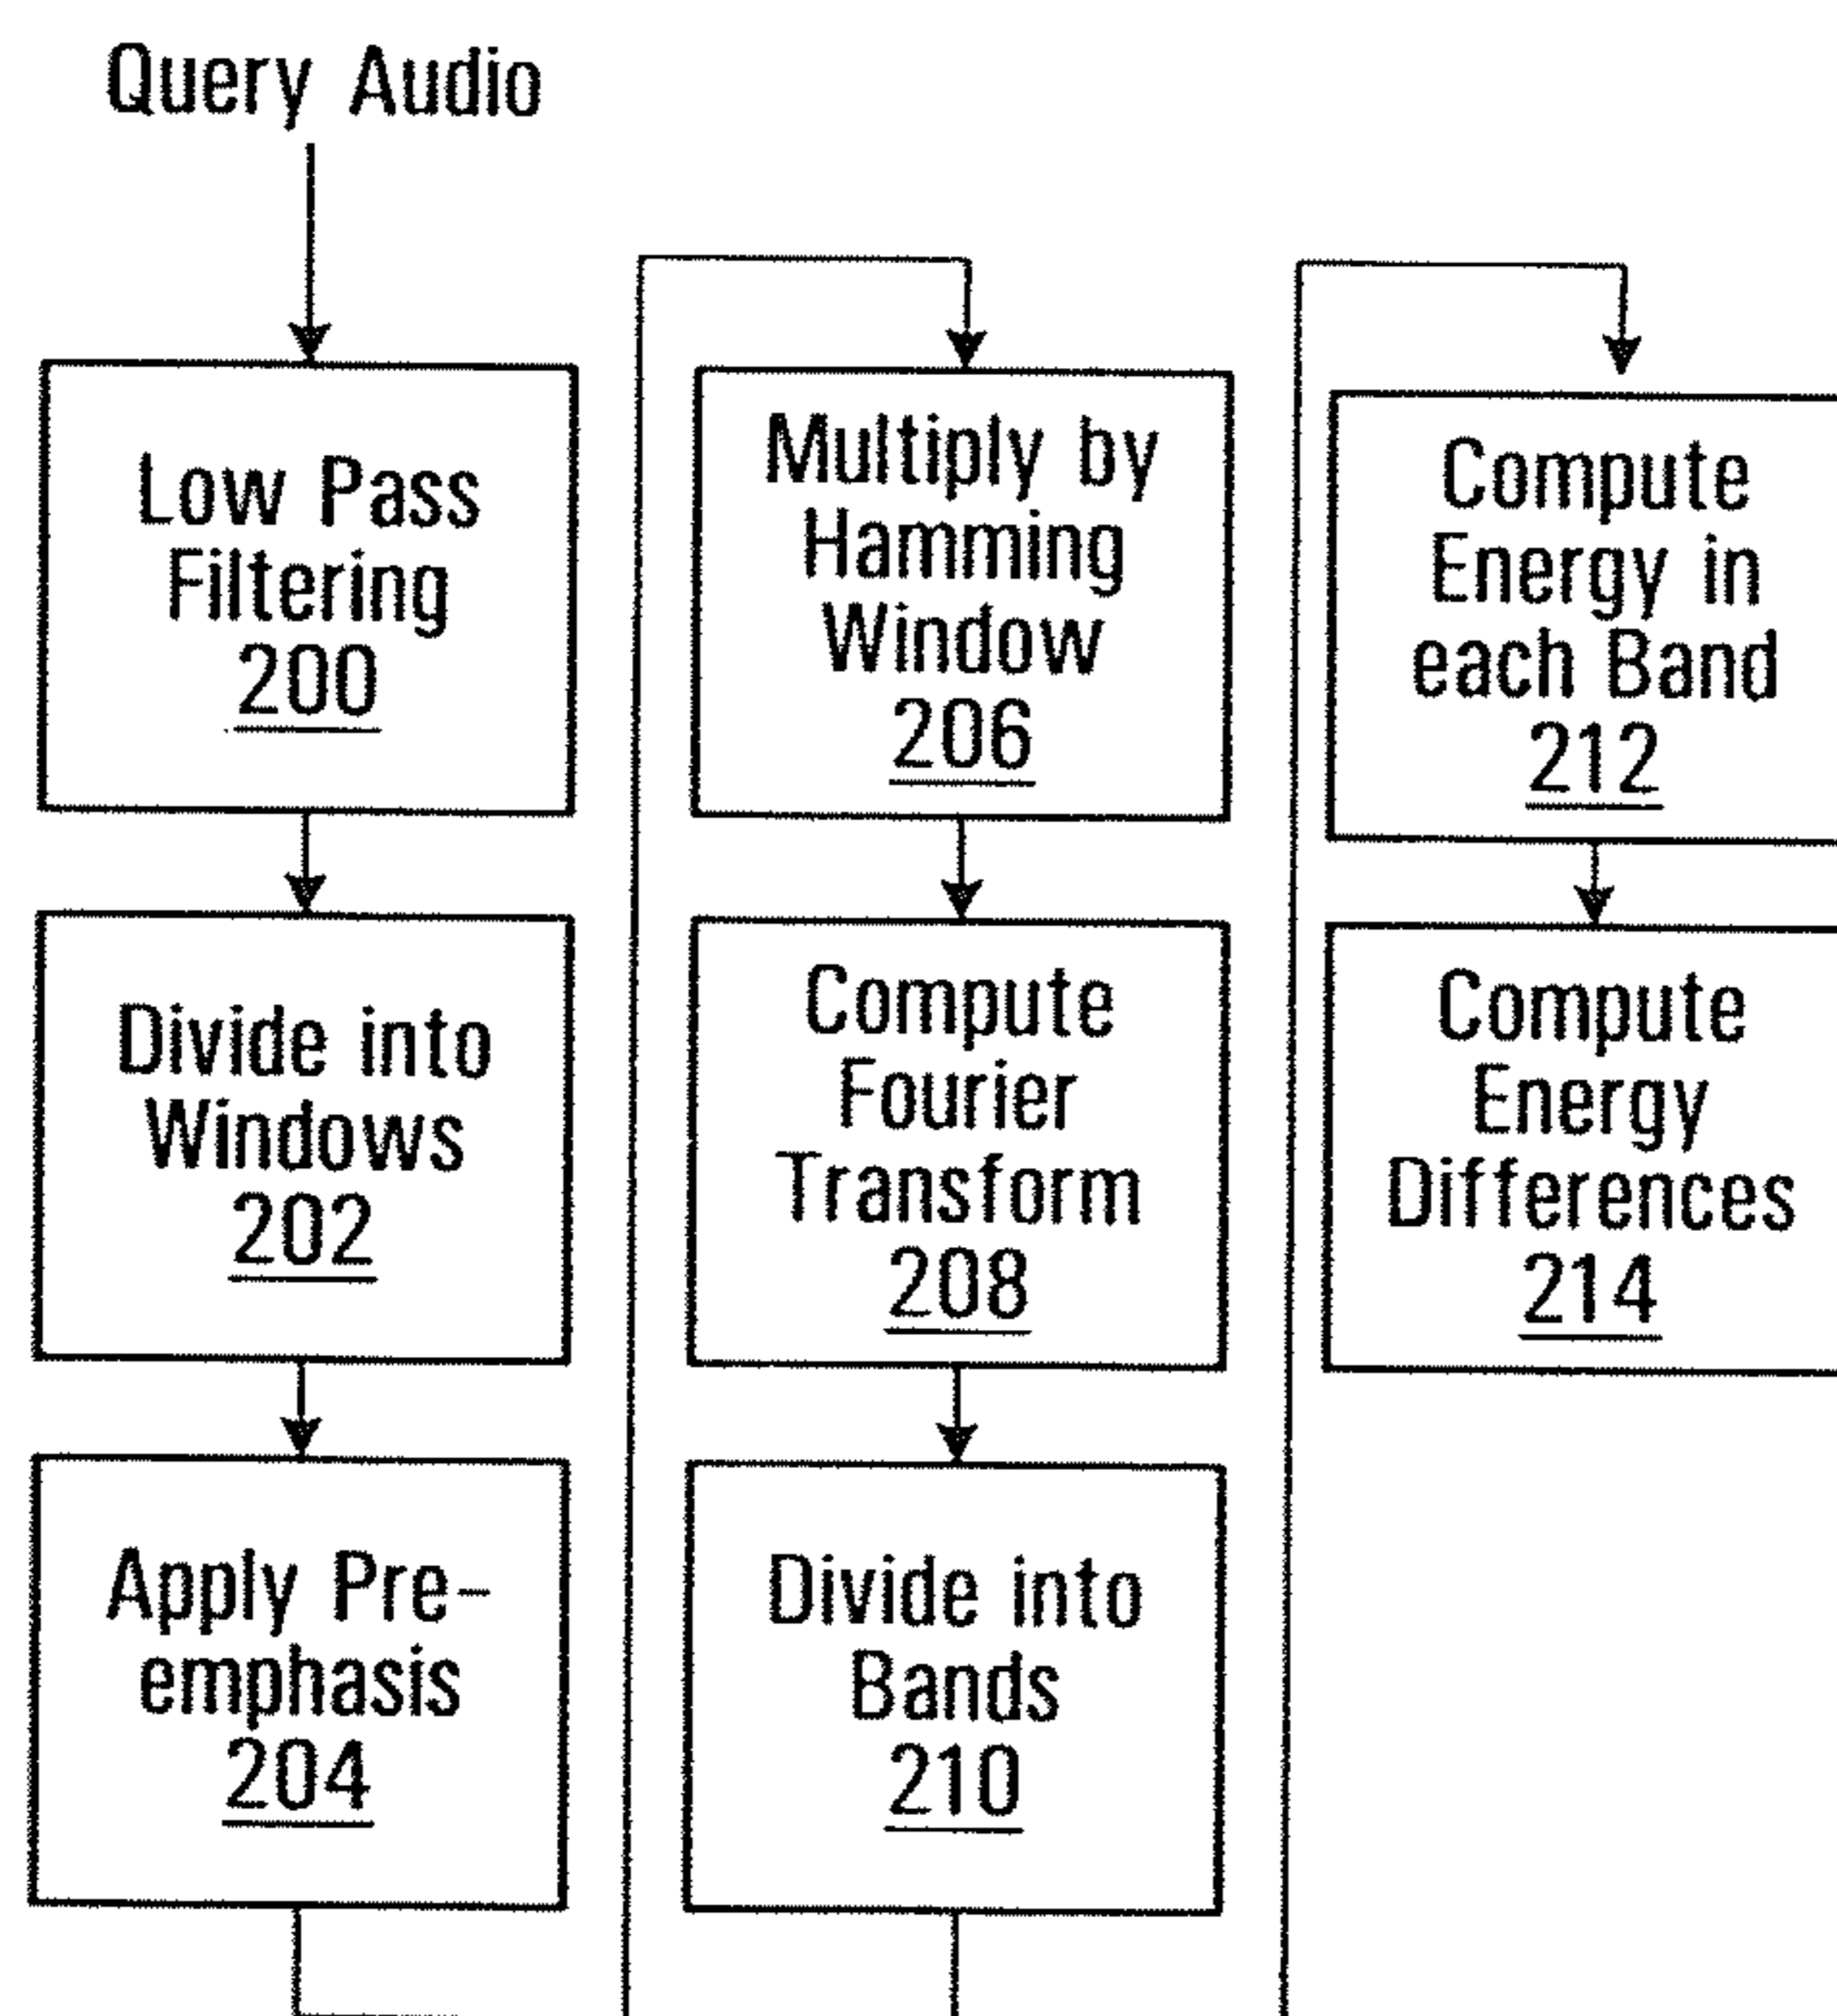 Query Audio
Low Pass
Filtering
200
Divide into
Windows
202
Apply Pre-
emphasis
204
Multiply by
Hamming
Window
206
Compute
Fourier
Transform
208
Divide into
Bands
210
Compute
Energy in
each Band
212
Compute
Energy
Differences
214